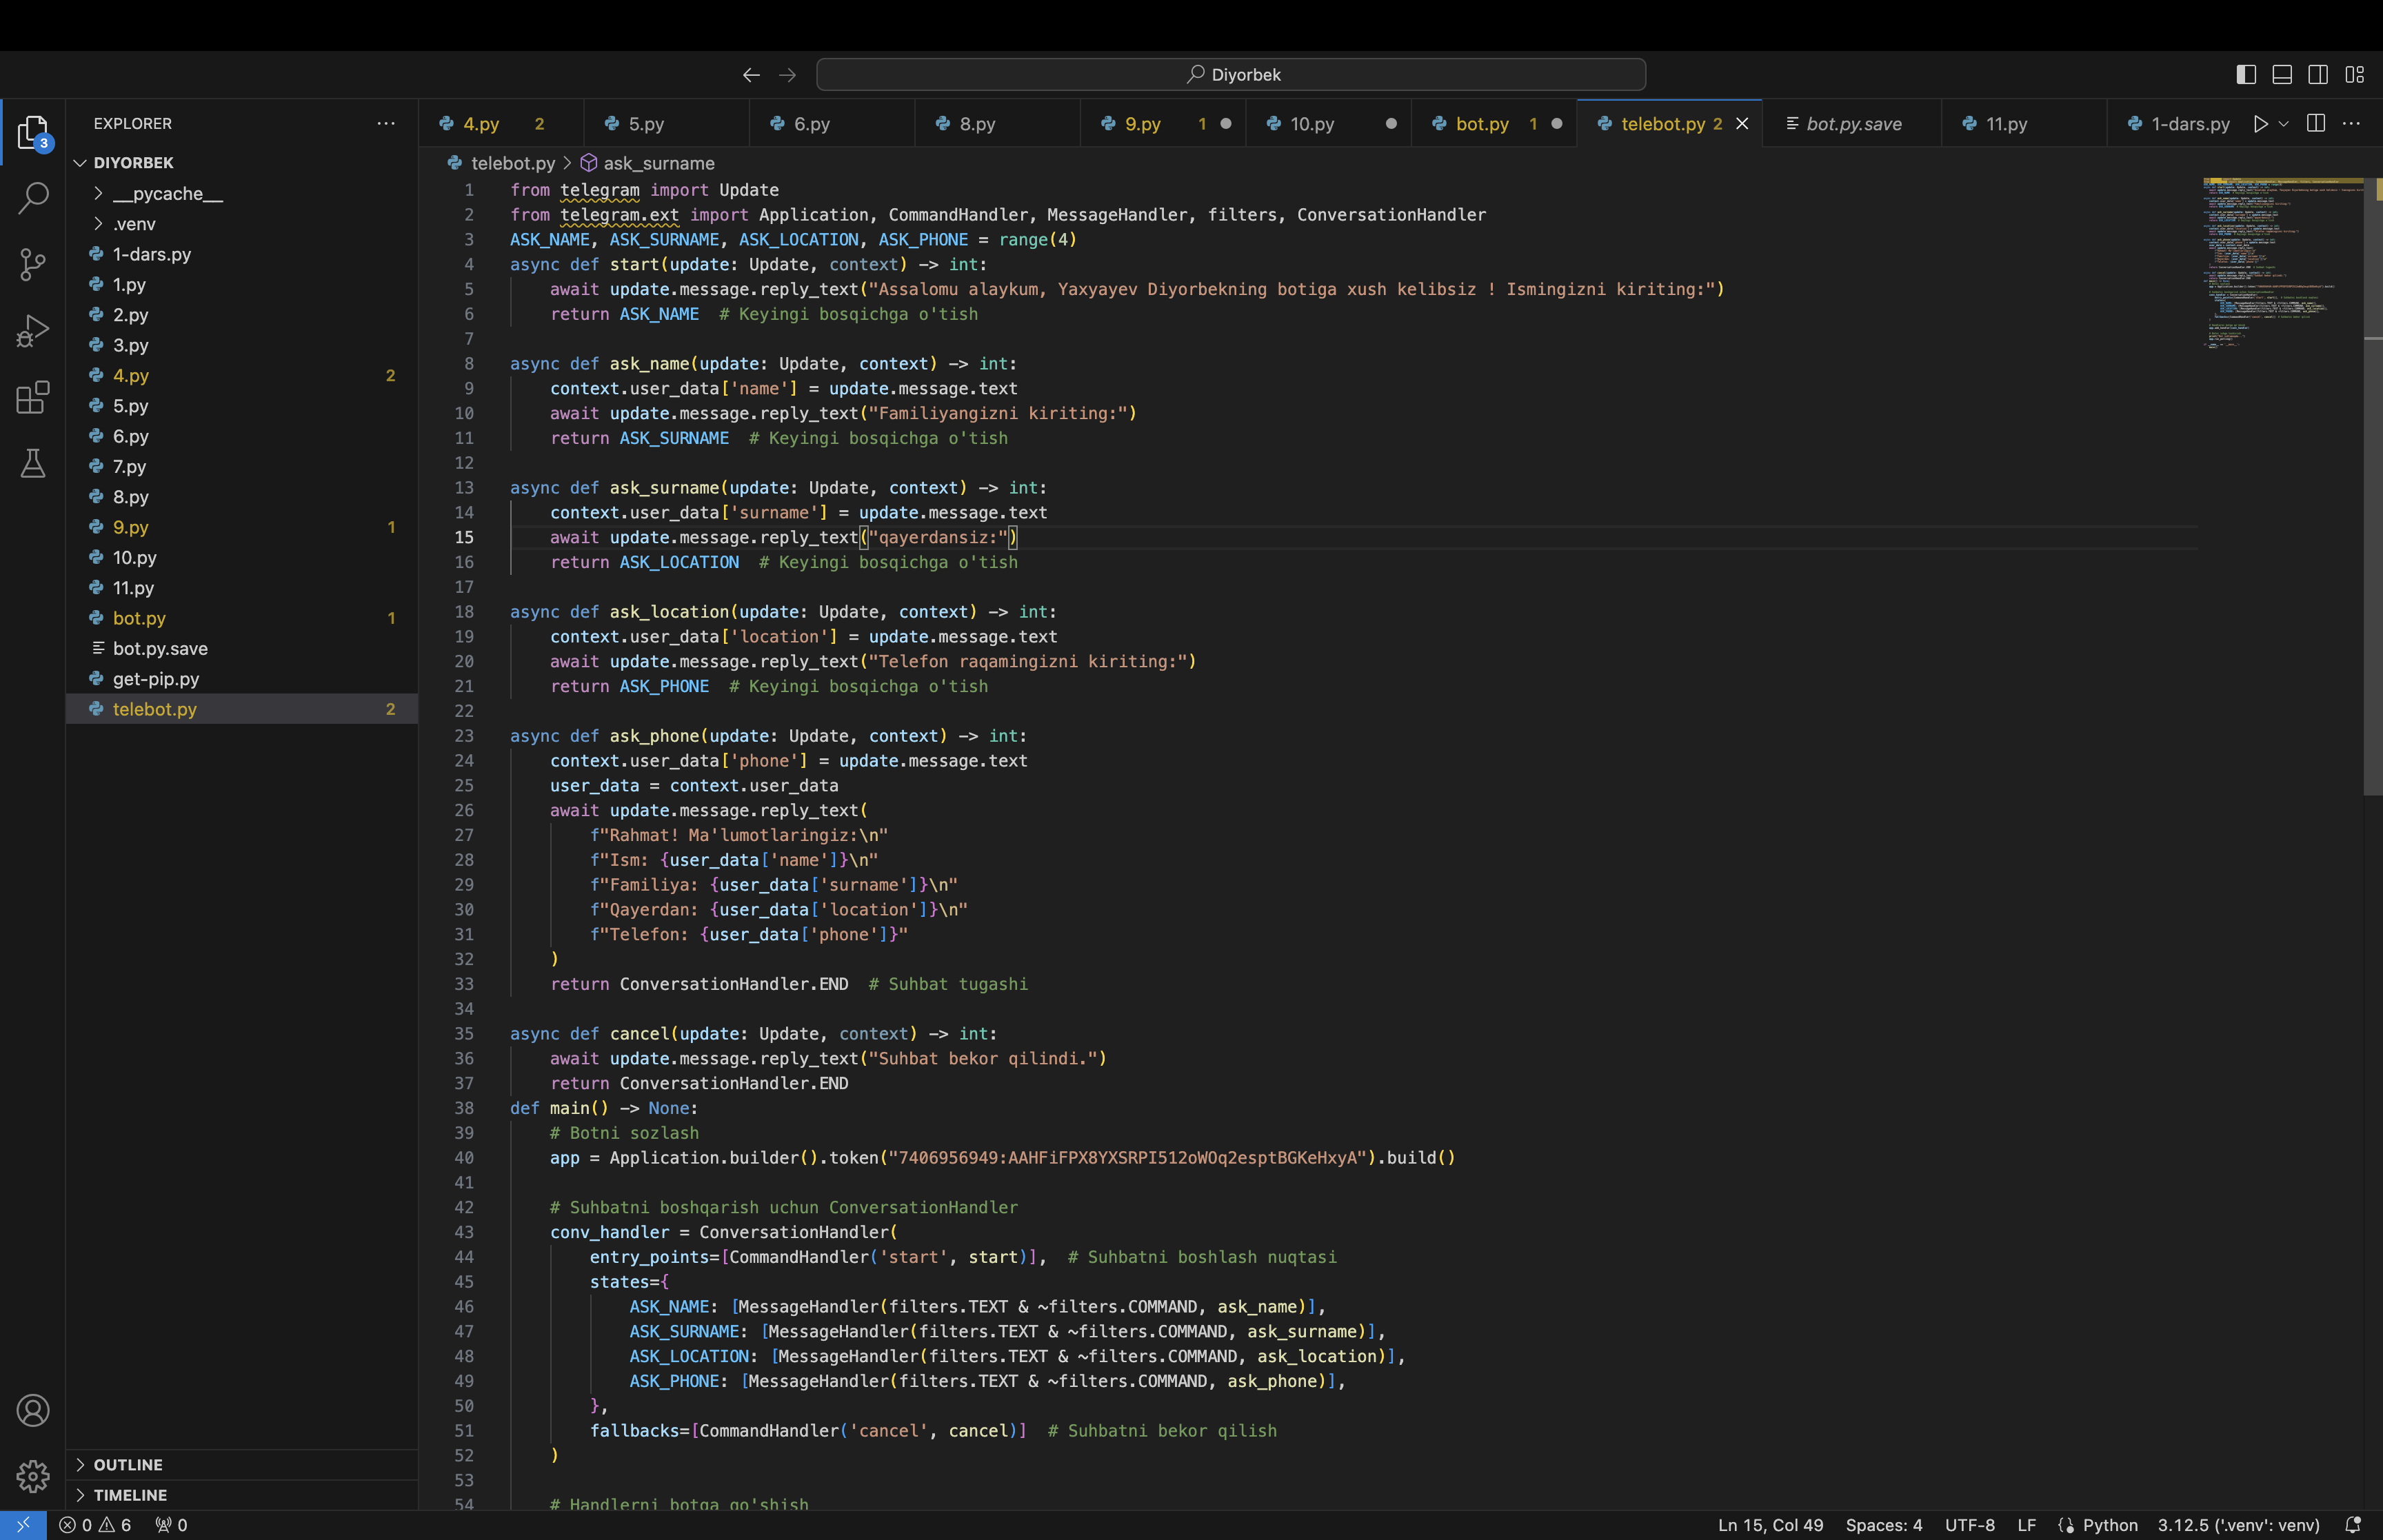 Diyorbek
EXPLORER
3
DIYORBEK
__pycache__
.venv
1-dars.py
1.py
2.py
3.py
4.py 2
5.py
6.py
7.py
8.py
9.py 1
10.py
11.py
bot.py 1
bot.py.save
get-pip.py
telebot.py 2
OUTLINE
TIMELINE
4.py 2
5.py
6.py
8.py
9.py 1
10.py
bot.py 1
telebot.py 2
bot.py.save
11.py
1-dars.py
telebot.py > ask_surname
1 from telegram import Update
2 from telegram.ext import Application, CommandHandler, MessageHandler, filters, ConversationHandler
3 ASK_NAME, ASK_SURNAME, ASK_LOCATION, ASK_PHONE = range(4)
4 async def start(update: Update, context) -> int:
5     await update.message.reply_text("Assalomu alaykum, Yaxyayev Diyorbekning botiga xush kelibsiz ! Ismingizni kiriting:")
6     return ASK_NAME  # Keyingi bosqichga o'tish
7
8 async def ask_name(update: Update, context) -> int:
9     context.user_data['name'] = update.message.text
10     await update.message.reply_text("Familiyangizni kiriting:")
11     return ASK_SURNAME  # Keyingi bosqichga o'tish
12
13 async def ask_surname(update: Update, context) -> int:
14     context.user_data['surname'] = update.message.text
15     await update.message.reply_text("qayerdansiz:")
16     return ASK_LOCATION  # Keyingi bosqichga o'tish
17
18 async def ask_location(update: Update, context) -> int:
19     context.user_data['location'] = update.message.text
20     await update.message.reply_text("Telefon raqamingizni kiriting:")
21     return ASK_PHONE  # Keyingi bosqichga o'tish
22
23 async def ask_phone(update: Update, context) -> int:
24     context.user_data['phone'] = update.message.text
25     user_data = context.user_data
26     await update.message.reply_text(
27         f"Rahmat! Ma'lumotlaringiz:\n"
28         f"Ism: {user_data['name']}\n"
29         f"Familiya: {user_data['surname']}\n"
30         f"Qayerdan: {user_data['location']}\n"
31         f"Telefon: {user_data['phone']}"
32     )
33     return ConversationHandler.END  # Suhbat tugashi
34
35 async def cancel(update: Update, context) -> int:
36     await update.message.reply_text("Suhbat bekor qilindi.")
37     return ConversationHandler.END
38 def main() -> None:
39     # Botni sozlash
40     app = Application.builder().token("7406956949:AAHFiFPX8YXSRPI512oWOq2esptBGKeHxyA").build()
41
42     # Suhbatni boshqarish uchun ConversationHandler
43     conv_handler = ConversationHandler(
44         entry_points=[CommandHandler('start', start)],  # Suhbatni boshlash nuqtasi
45         states={
46             ASK_NAME: [MessageHandler(filters.TEXT & ~filters.COMMAND, ask_name)],
47             ASK_SURNAME: [MessageHandler(filters.TEXT & ~filters.COMMAND, ask_surname)],
48             ASK_LOCATION: [MessageHandler(filters.TEXT & ~filters.COMMAND, ask_location)],
49             ASK_PHONE: [MessageHandler(filters.TEXT & ~filters.COMMAND, ask_phone)],
50         },
51         fallbacks=[CommandHandler('cancel', cancel)]  # Suhbatni bekor qilish
52     )
53
54     # Handlerni botga qo'shish
0 6 0
Ln 15, Col 49 Spaces: 4 UTF-8 LF Python 3.12.5 ('.venv': venv)